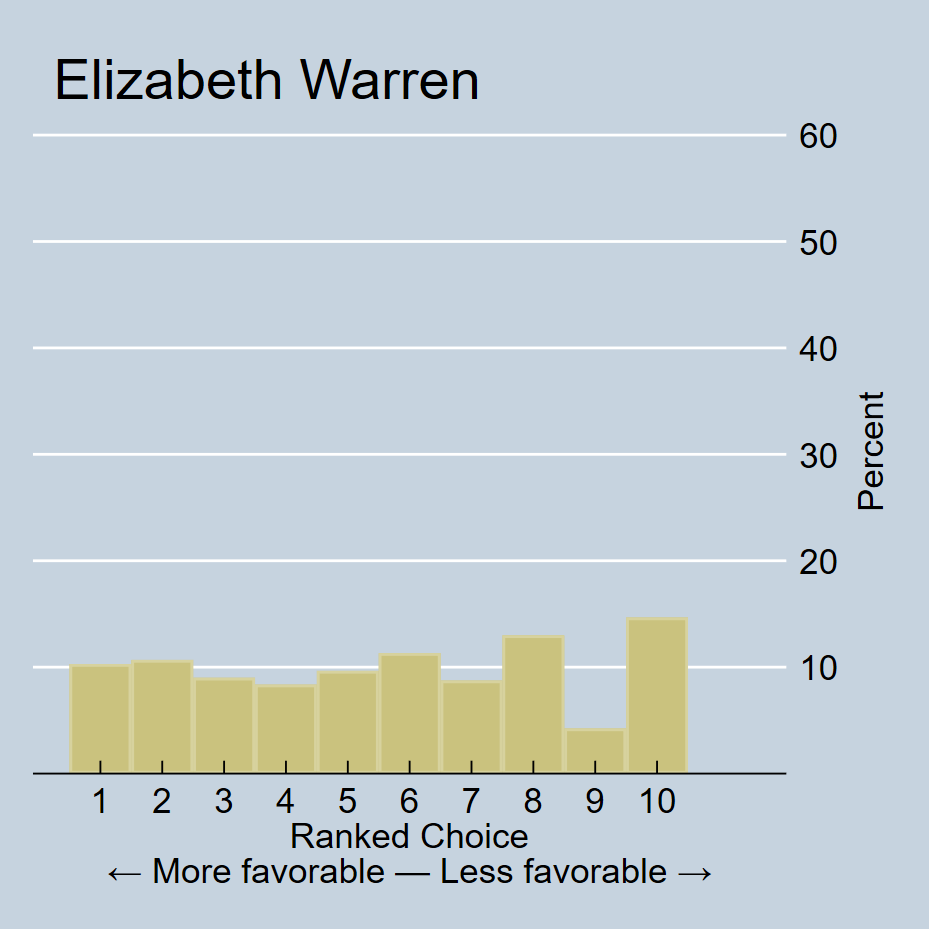 Elizabeth Warren
60
50
40
30
20
10
Percent
1 2 3 4 5 6 7 8 9 10
Ranked Choice
← More favorable — Less favorable →